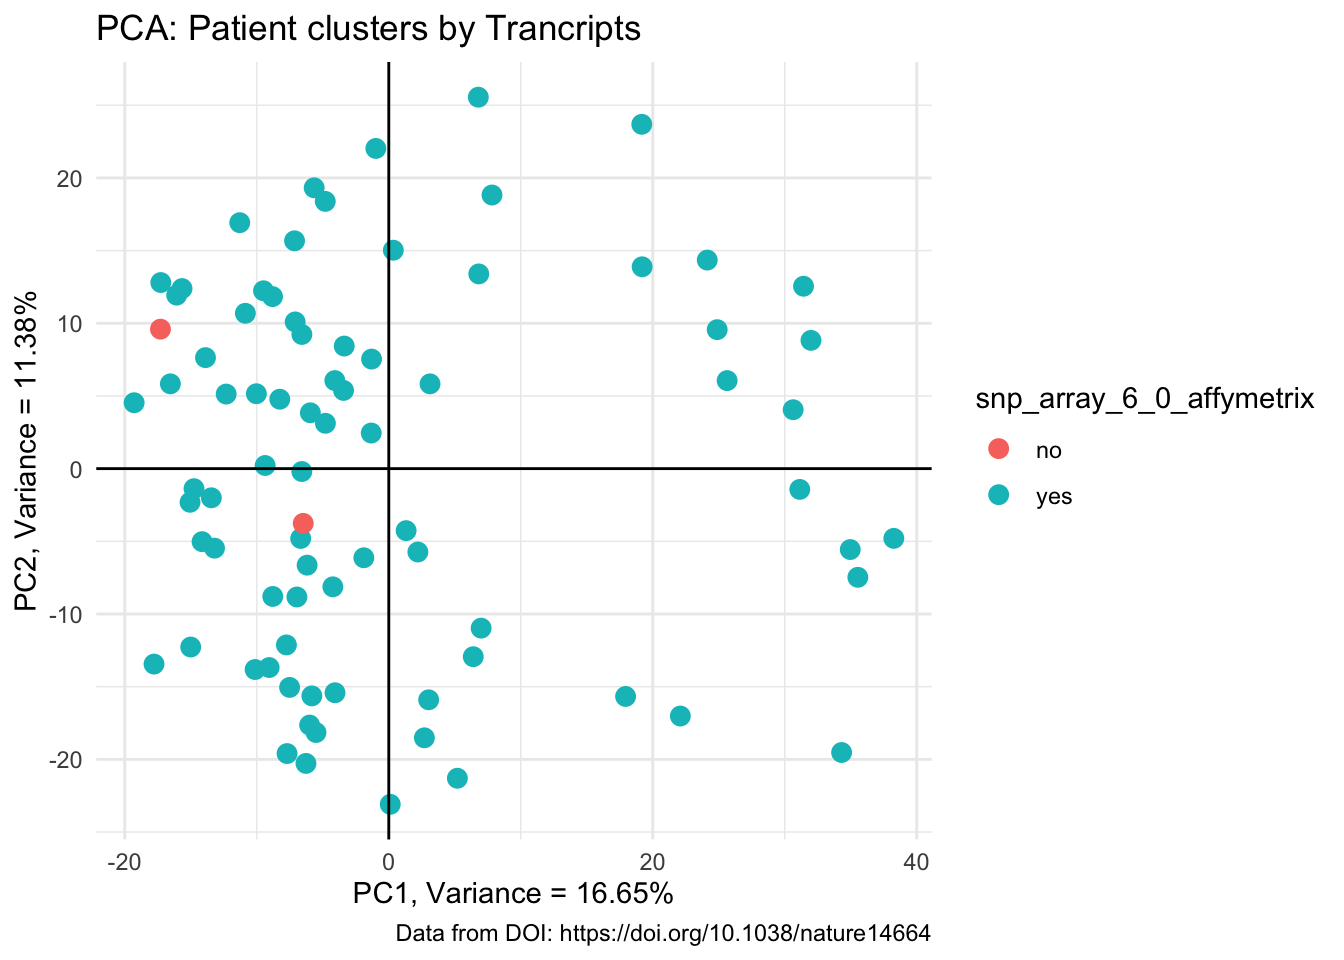 PCA: Patient clusters by Trancripts
PC2, Variance = 11.38%
20
10
0
-10
-20
-20 0 20 40
PC1, Variance = 16.65%
snp_array_6_0_affymetrix
no
yes
Data from DOI: https://doi.org/10.1038/nature14664